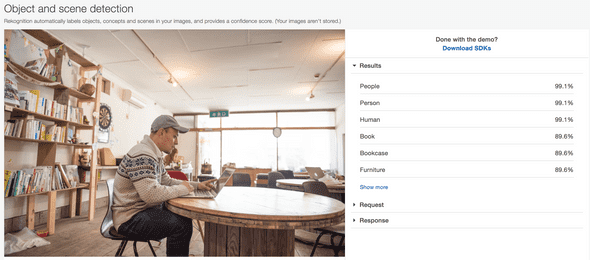 Object and scene detection
Rekognition automatically labels objects, concepts and scenes in your images, and provides a confidence score. (Your images aren't stored.)
Done with the demo?
Download SDKs
Results
People 99.1%
Person 99.1%
Human 99.1%
Book 89.6%
Bookcase 89.6%
Furniture 89.6%
Show more
Request
Response